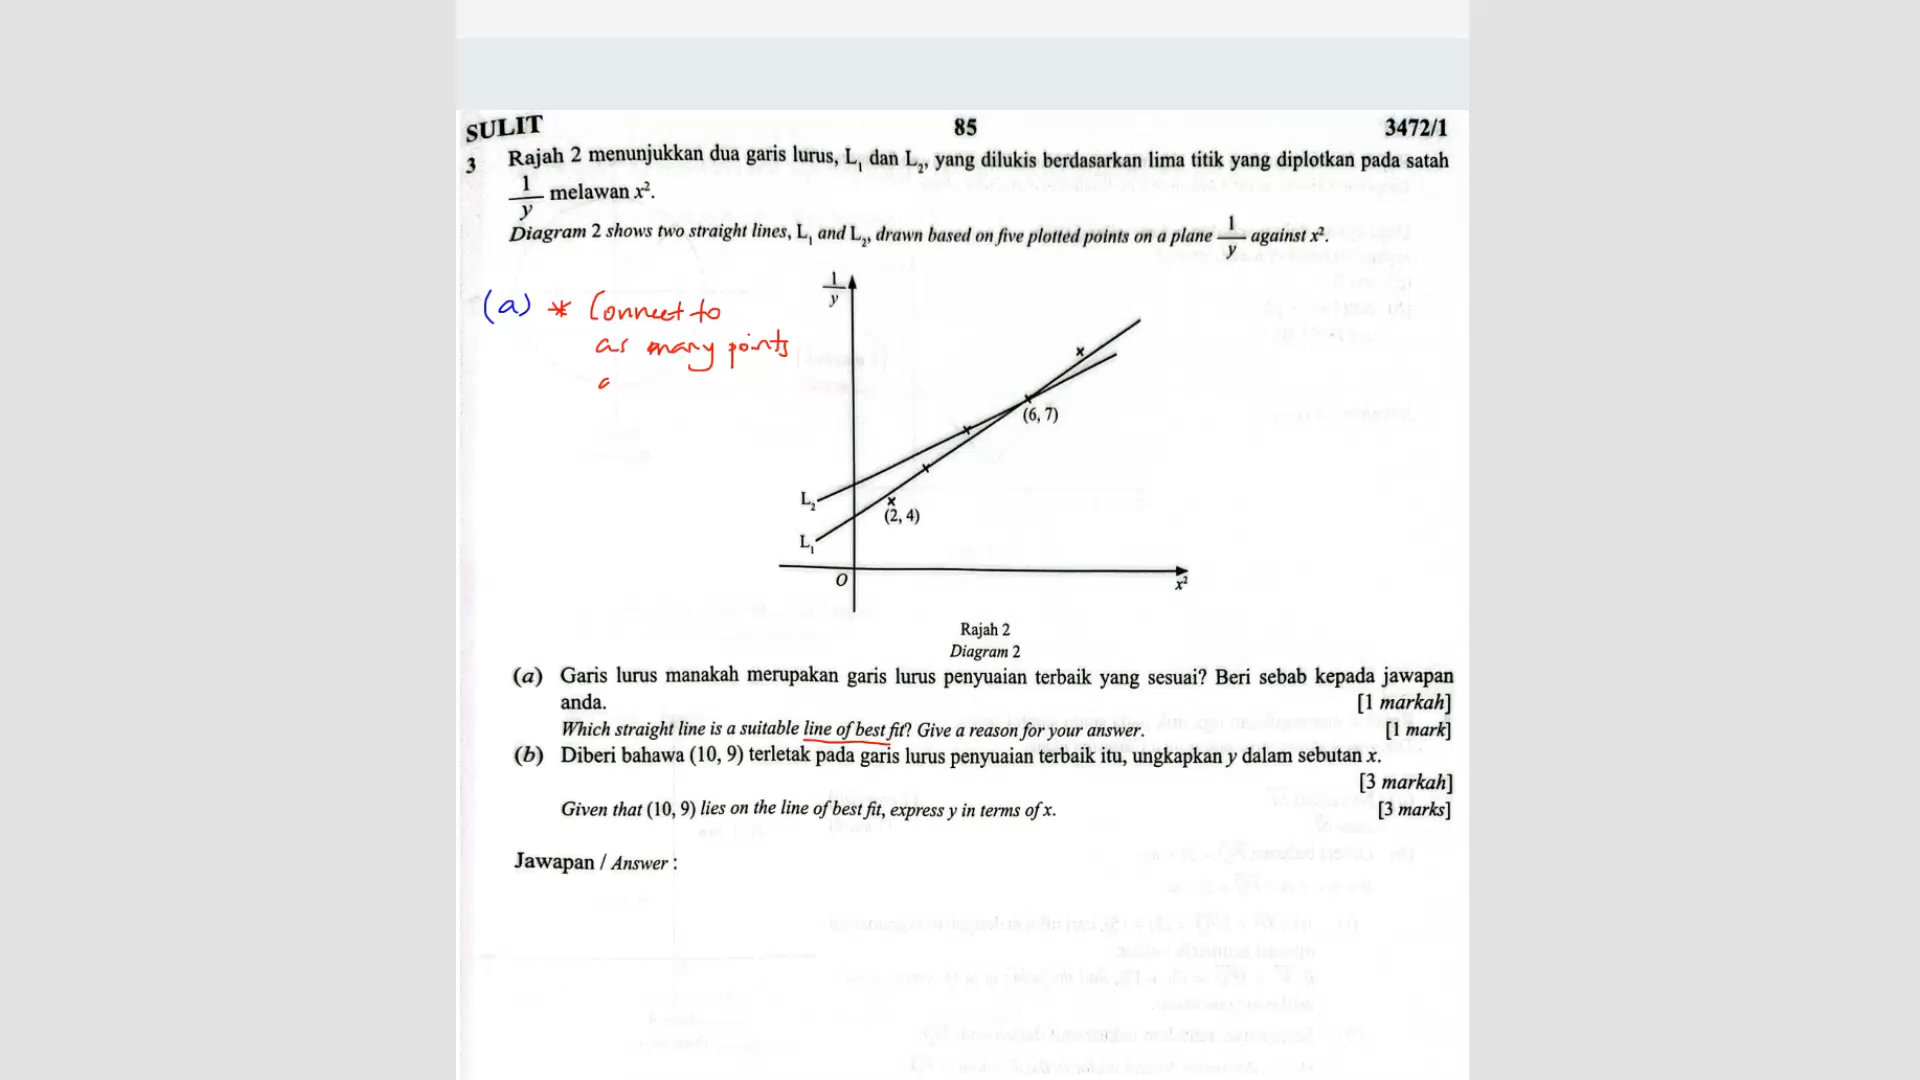 SULIT 85 3472/1
3 Rajah 2 menunjukkan dua garis lurus, L₁ dan L₂, yang dilukis berdasarkan lima titik yang diplotkan pada satah
1/y melawan x².
Diagram 2 shows two straight lines, L₁ and L₂, drawn based on five plotted points on a plane 1/y against x².
1/y
(a) * Connect to
as many points
a
(6, 7)
L₂
(2, 4)
L₁
O
x²
Rajah 2
Diagram 2
(a) Garis lurus manakah merupakan garis lurus penyuaian terbaik yang sesuai? Beri sebab kepada jawapan
anda. [1 markah]
Which straight line is a suitable line of best fit? Give a reason for your answer. [1 mark]
(b) Diberi bahawa (10, 9) terletak pada garis lurus penyuaian terbaik itu, ungkapkan y dalam sebutan x.
[3 markah]
Given that (10, 9) lies on the line of best fit, express y in terms of x. [3 marks]
Jawapan / Answer :